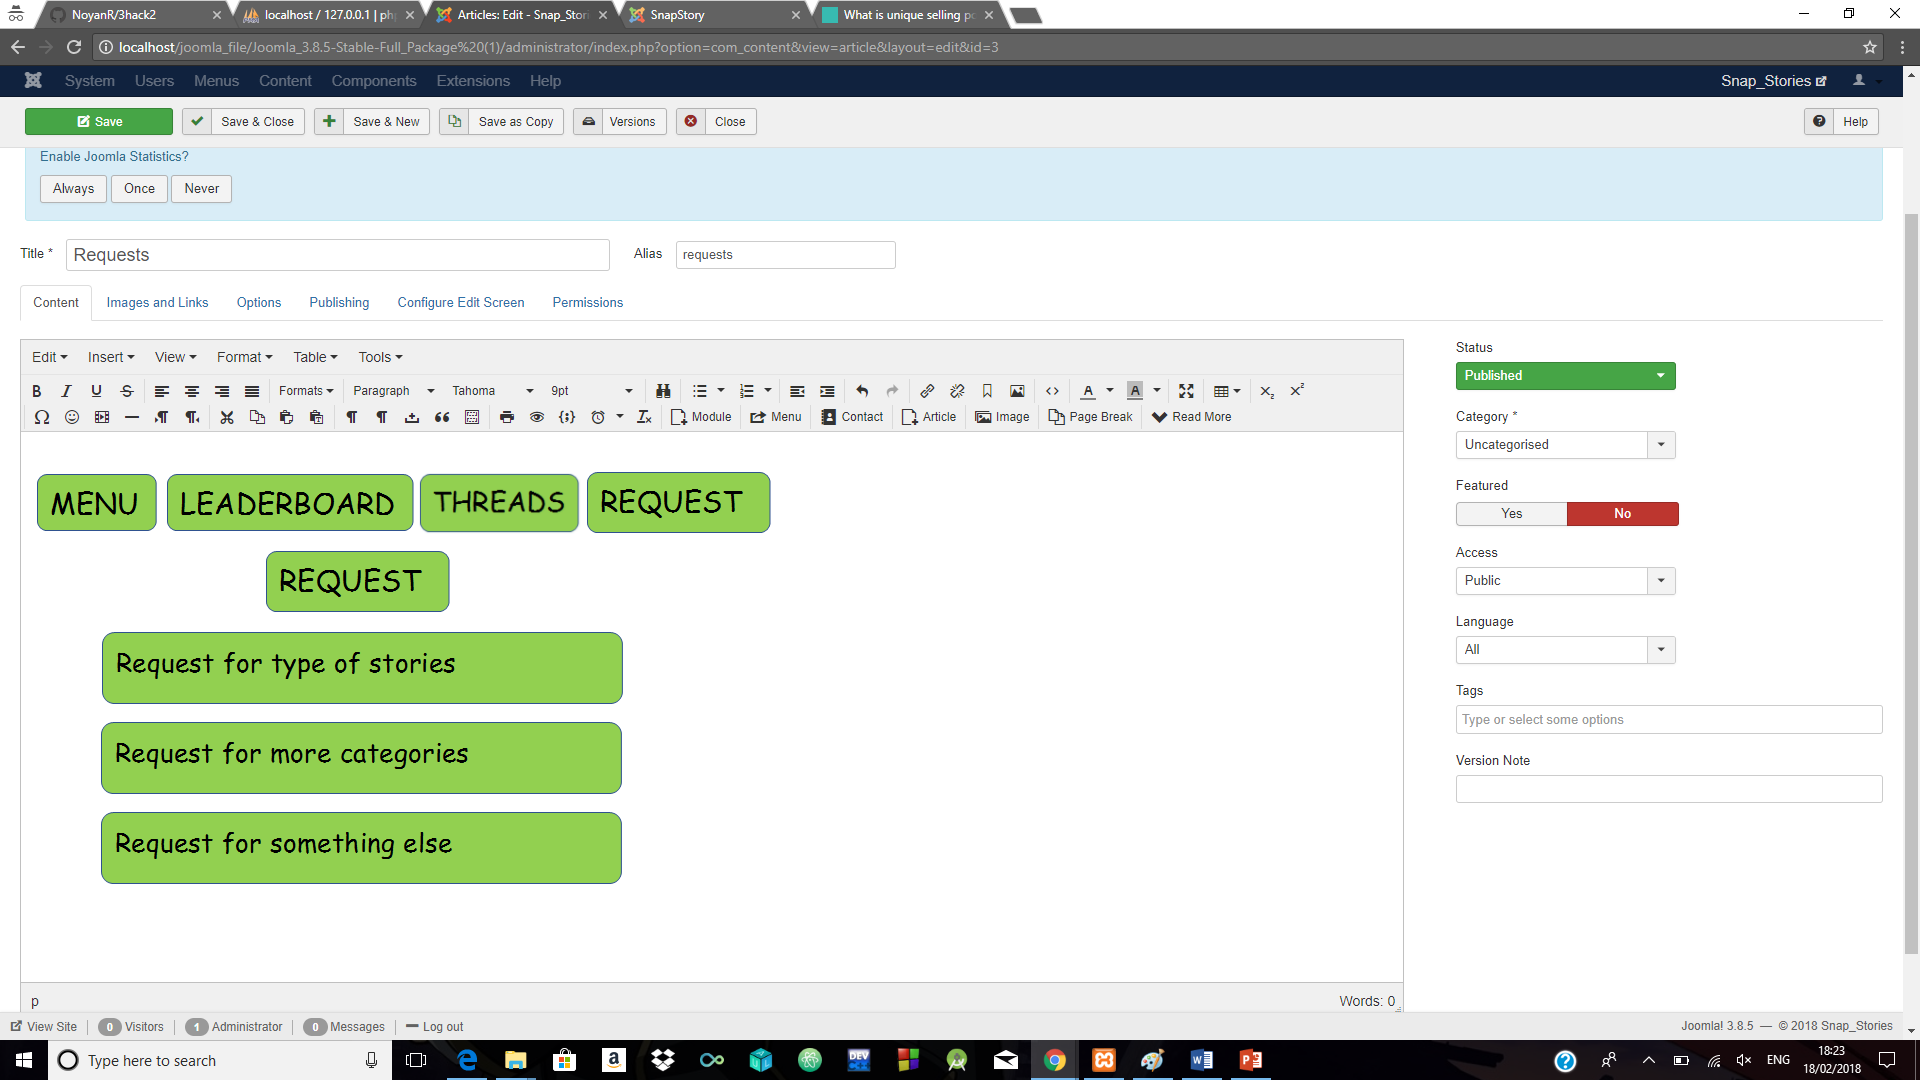 NoyanR/3hack2
localhost / 127.0.0.1 | ph
Articles: Edit - Snap_Stori
SnapStory
What is unique selling po
localhost/joomla_file/Joomla_3.8.5-Stable-Full_Package%20(1)/administrator/index.php?option=com_content&view=article&layout=edit&id=3
System Users Menus Content Components Extensions Help
Snap_Stories
Save Save & Close Save & New Save as Copy Versions Close Help
Enable Joomla Statistics?
Always Once Never
Title * Requests Alias requests
Content Images and Links Options Publishing Configure Edit Screen Permissions
Edit Insert View Format Table Tools
B I U S Formats Paragraph Tahoma 9pt
Module Menu Contact Article Image Page Break Read More
MENU LEADERBOARD THREADS REQUEST
REQUEST
Request for type of stories
Request for more categories
Request for something else
p Words: 0
Status
Published
Category *
Uncategorised
Featured
Yes No
Access
Public
Language
All
Tags
Type or select some options
Version Note
View Site 0 Visitors 1 Administrator 0 Messages Log out
Joomla! 3.8.5 — © 2018 Snap_Stories
Type here to search
DEV
ENG
18:23
18/02/2018